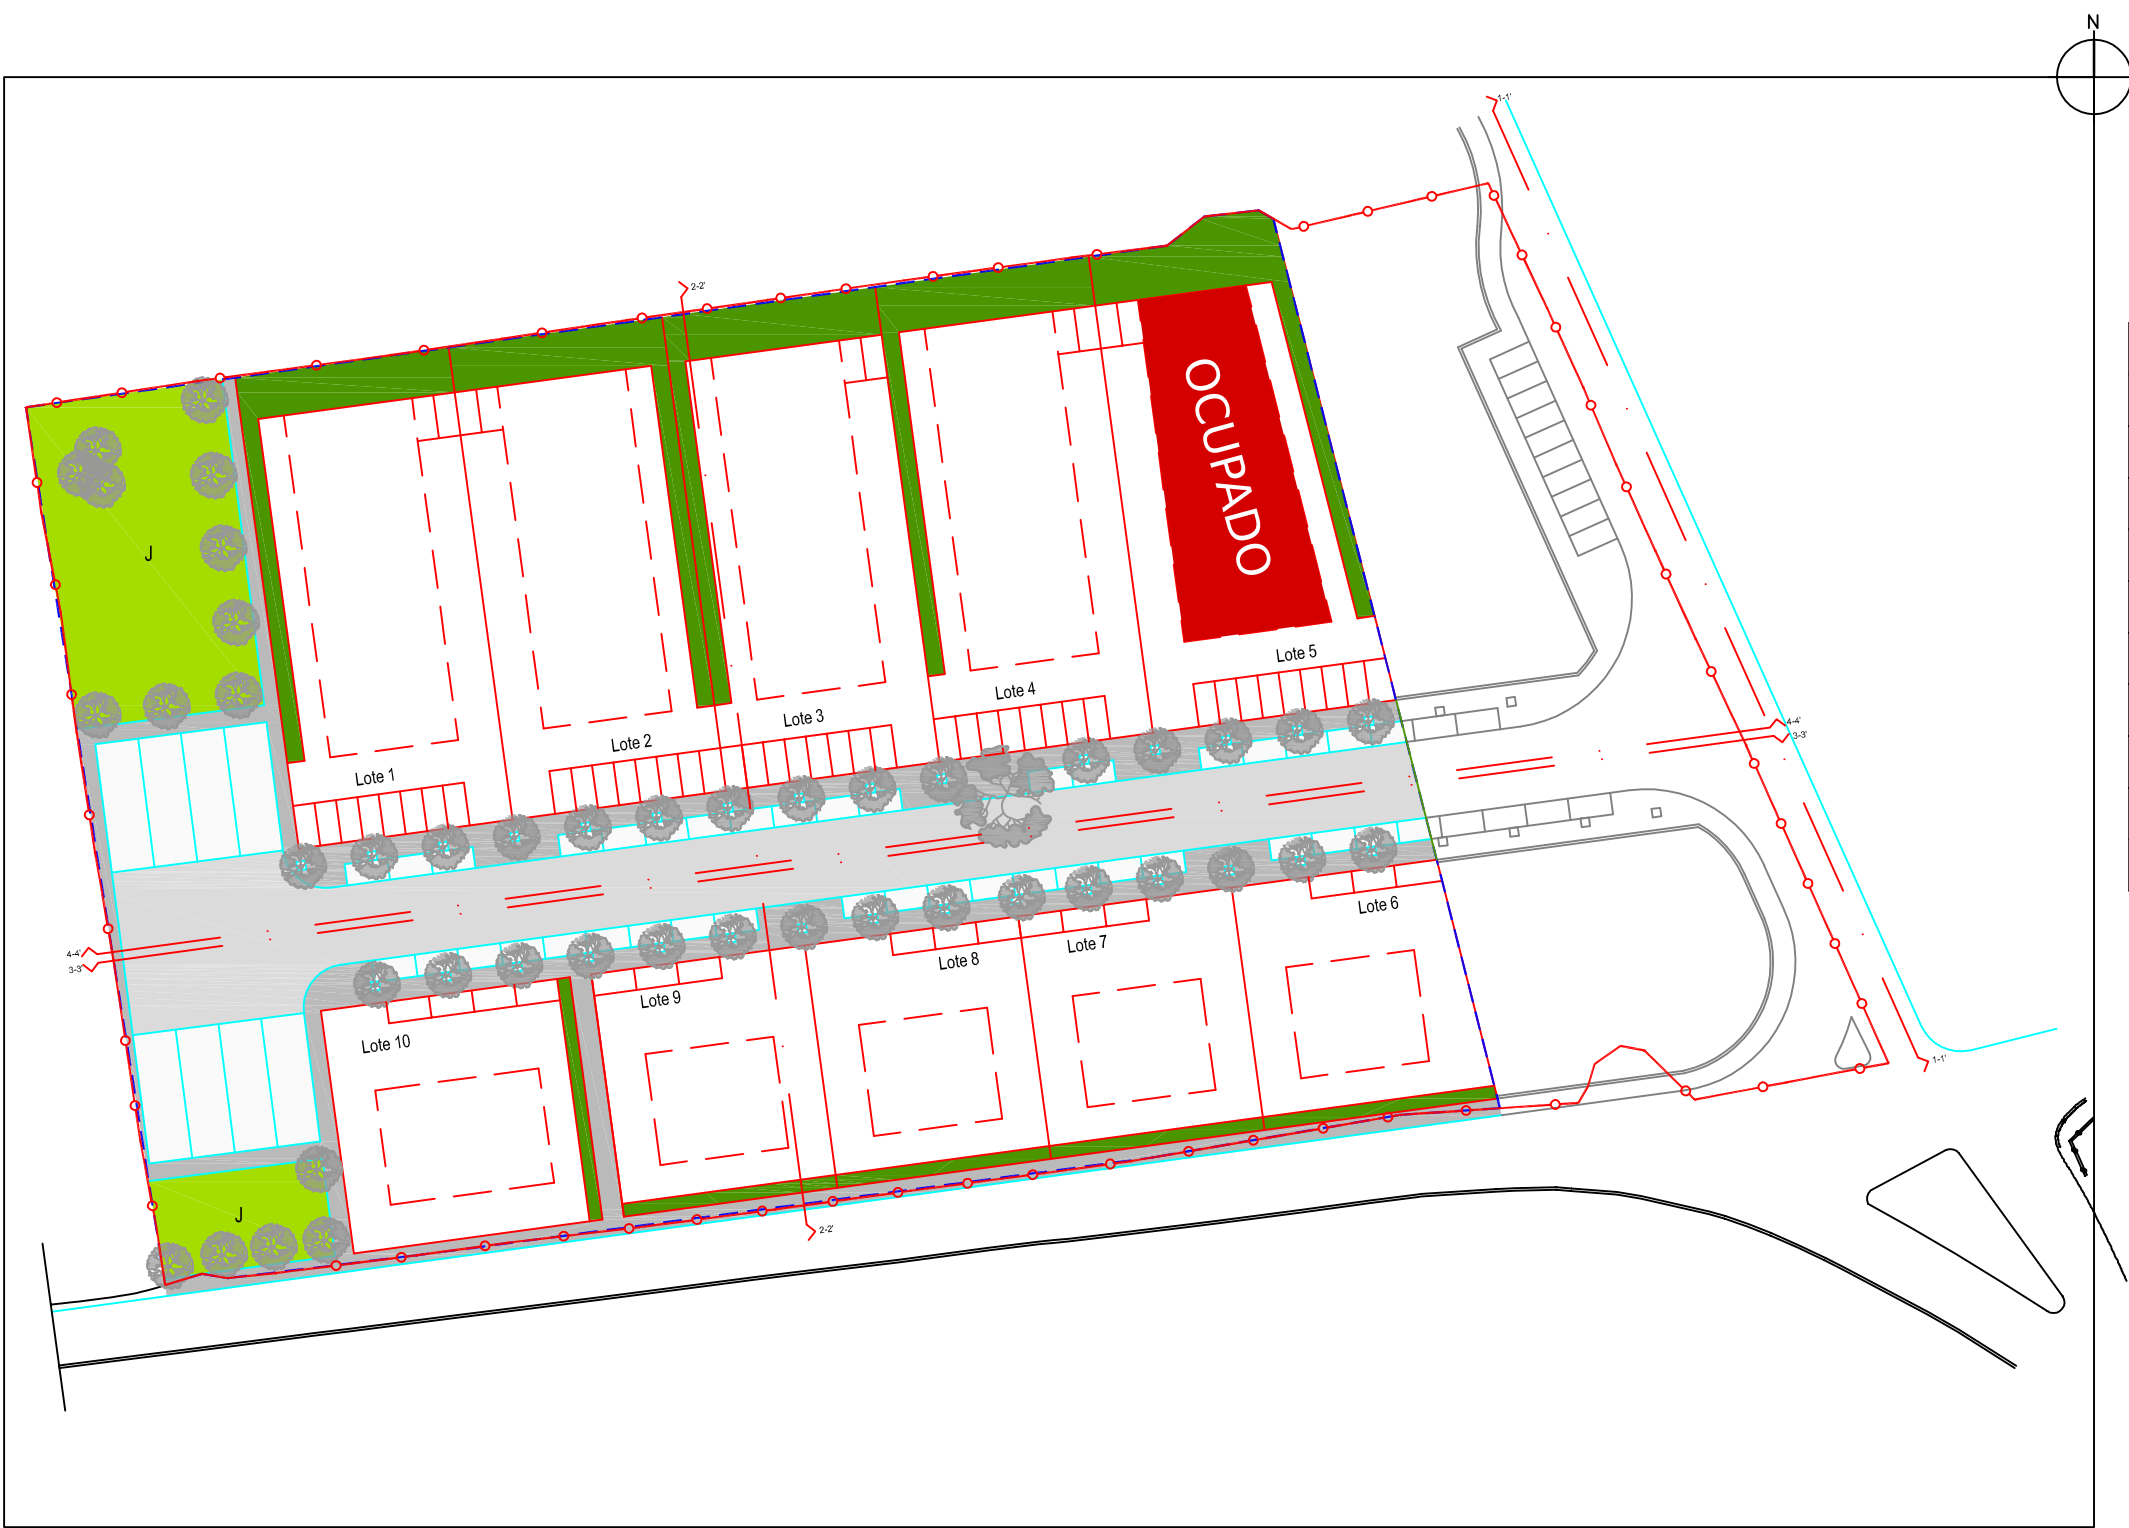 N
1-1'
2-2'
OCUPADO
J
Lote 5
Lote 4
Lote 3
Lote 2
Lote 1
4-4'
3-3'
Lote 6
Lote 7
Lote 8
Lote 9
Lote 10
4-4'
3-3'
1-1'
J
2-2'